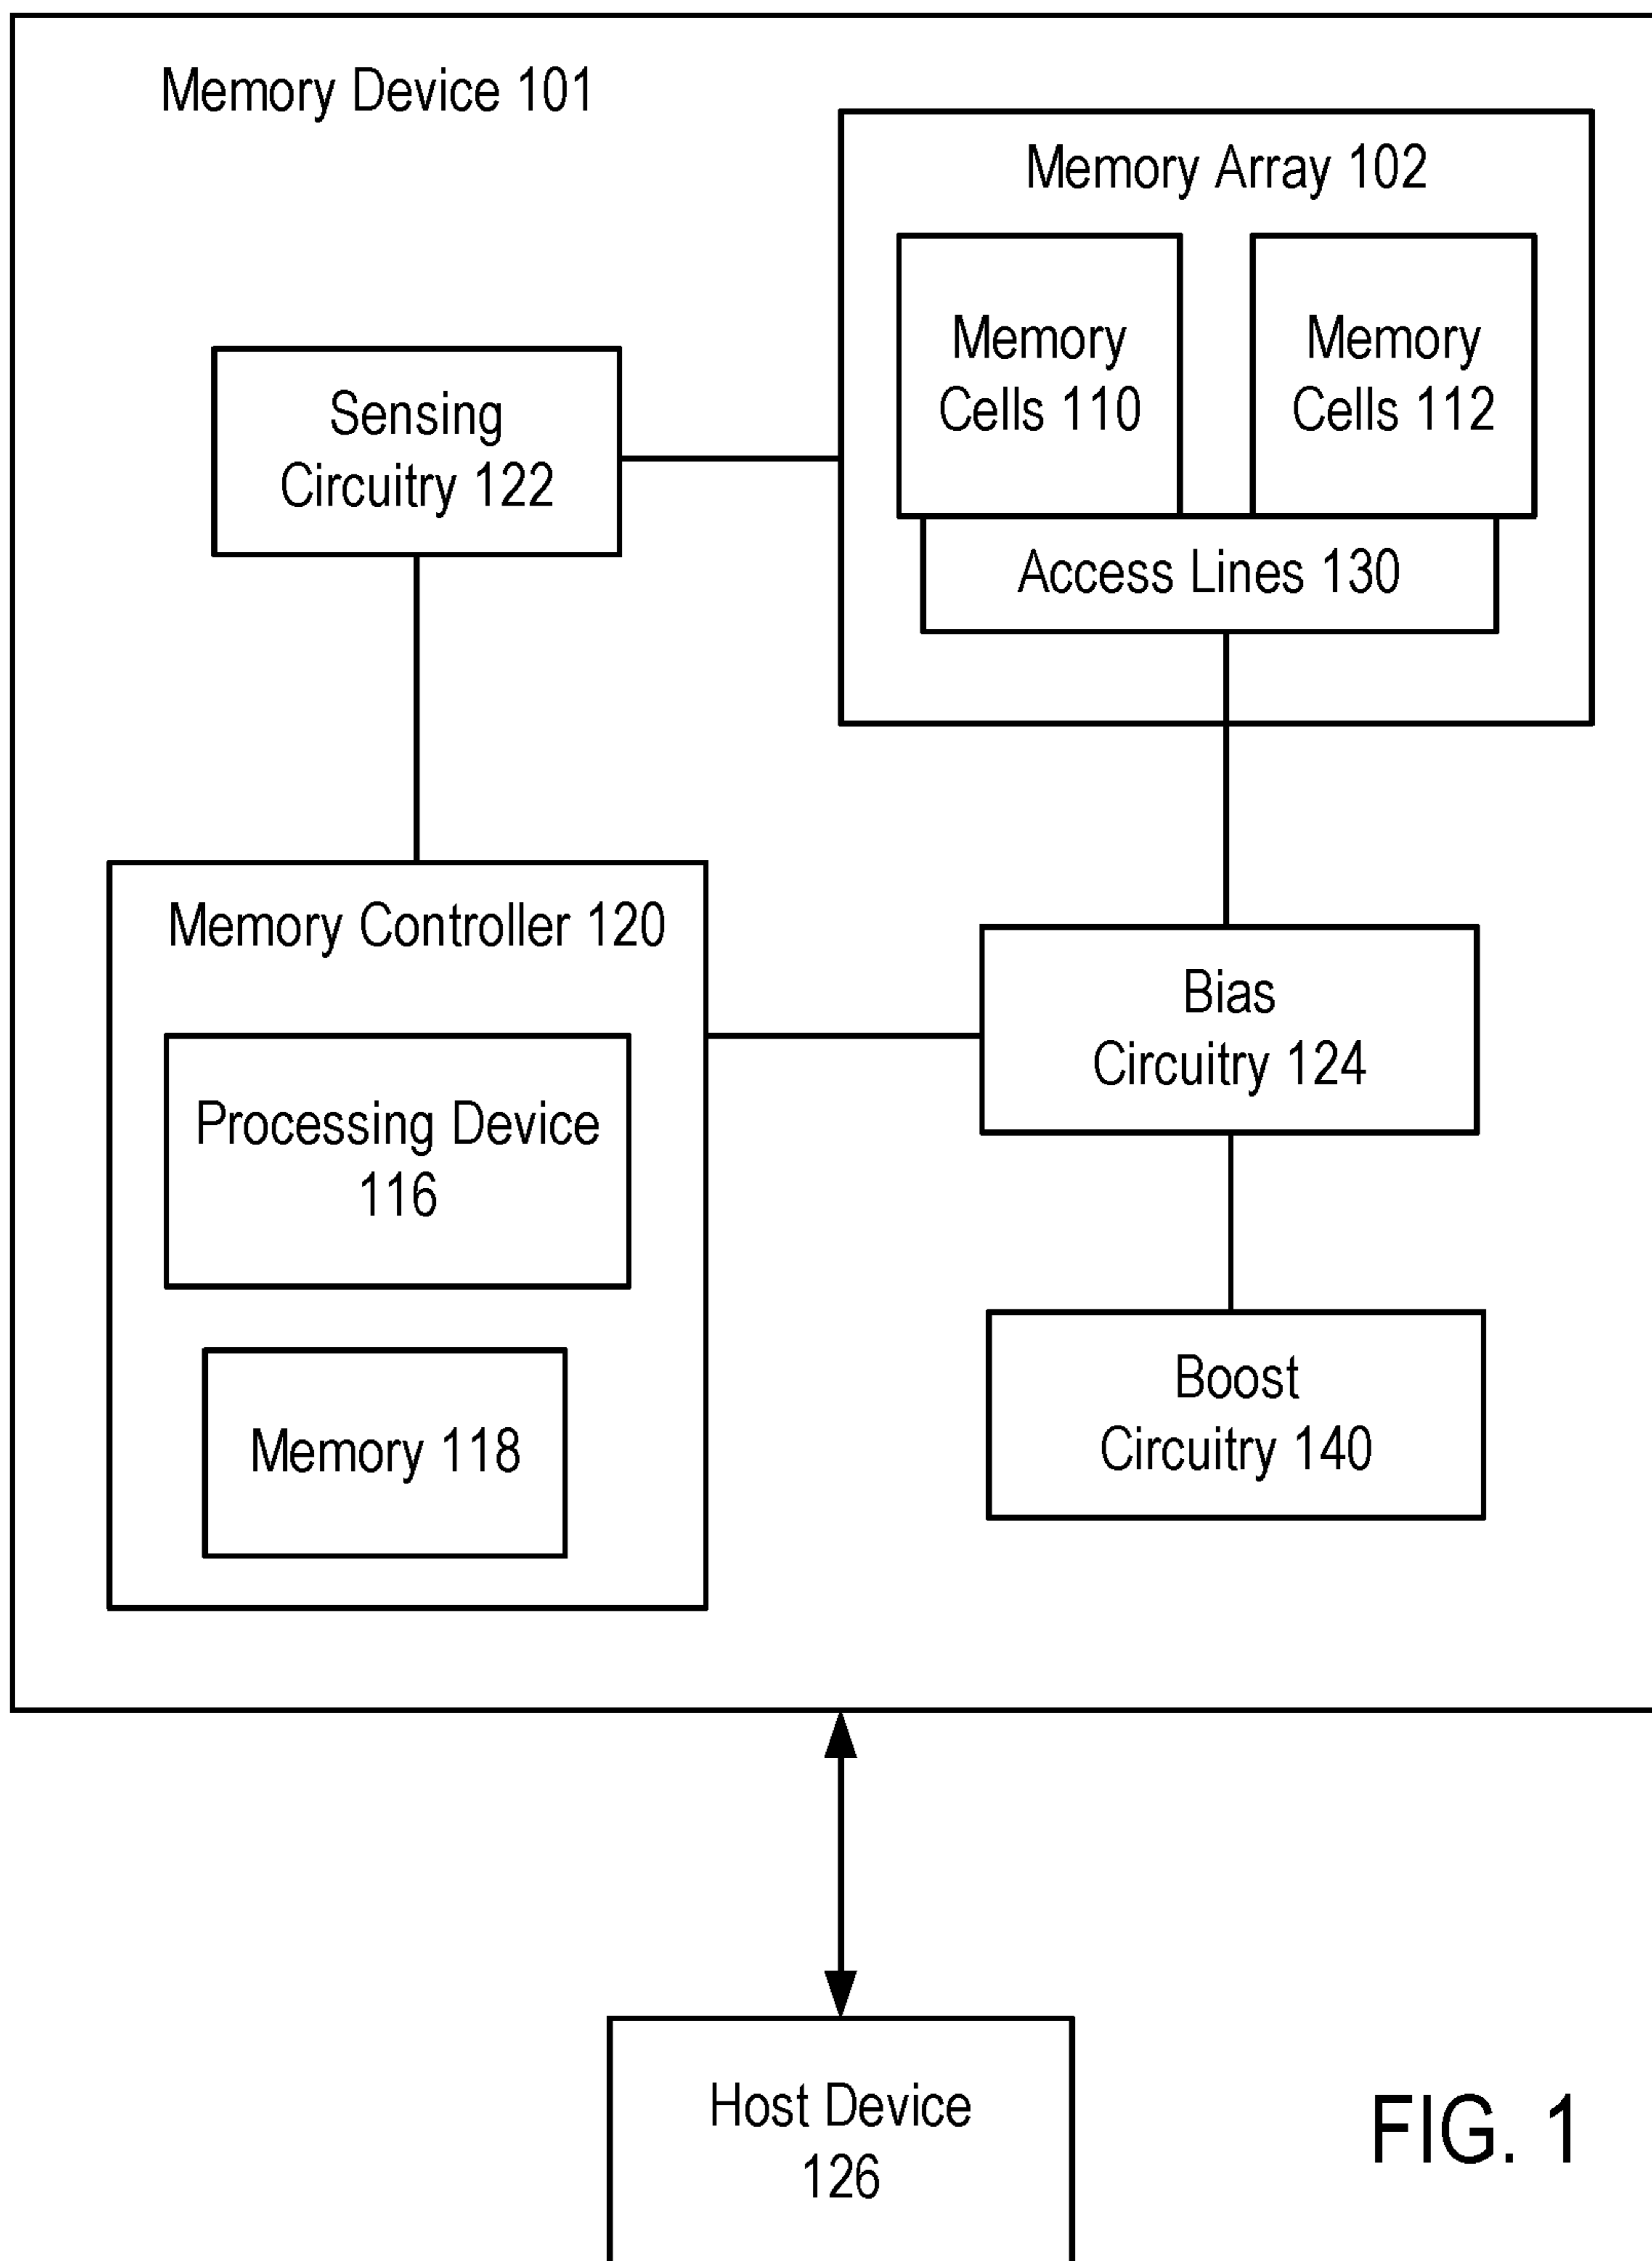 Memory Device 101
Memory Array 102
Memory
Cells 110
Memory
Cells 112
Sensing
Circuitry 122
Access Lines 130
Memory Controller 120
Processing Device
116
Memory 118
Bias
Circuitry 124
Boost
Circuitry 140
Host Device
126
FIG. 1